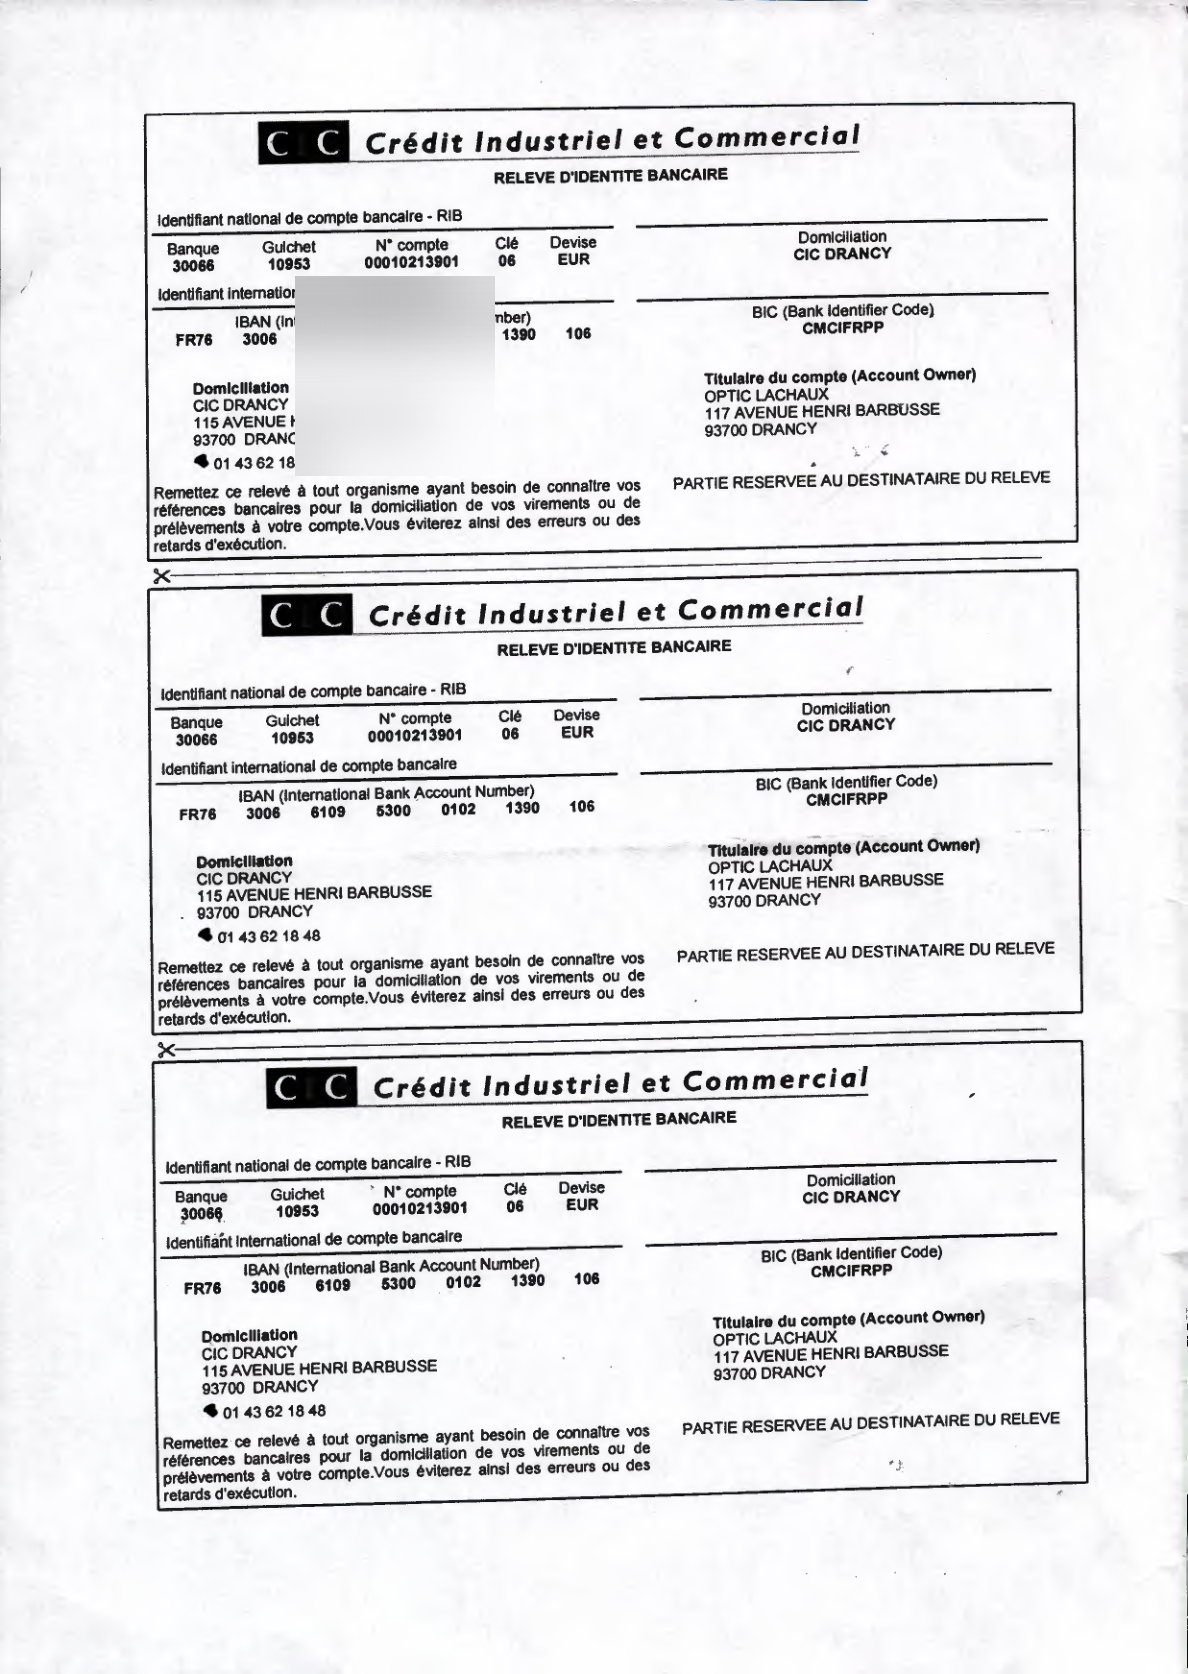 C C Crédit Industriel et Commercial
RELEVE D'IDENTITE BANCAIRE
Identifiant national de compte bancaire - RIB
Banque Guichet N° compte Clé Devise
30066 10953 00010213901 06 EUR
Domiciliation
CIC DRANCY
Identifiant
IBAN
FR76 3006 1390 106
BIC (Bank Identifier Code)
CMCIFRPP
Domiciliation
CIC DRANCY
115 AVENUE
93700
01 43 62 18
Titulaire du compte (Account Owner)
OPTIC LACHAUX
117 AVENUE HENRI BARBUSSE
93700 DRANCY
Remettez ce relevé à tout organisme ayant besoin de connaître vos
références bancaires pour la domiciliation de vos virements ou de
prélèvements à votre compte.Vous éviterez ainsi des erreurs ou des
retards d'exécution.
PARTIE RESERVEE AU DESTINATAIRE DU RELEVE
C C Crédit Industriel et Commercial
RELEVE D'IDENTITE BANCAIRE
Identifiant national de compte bancaire - RIB
Banque Guichet N° compte Clé Devise
30066 10953 00010213901 06 EUR
Domiciliation
CIC DRANCY
Identifiant international de compte bancaire
IBAN (International Bank Account Number)
FR76 3006 6109 5300 0102 1390 106
BIC (Bank Identifier Code)
CMCIFRPP
Domiciliation
CIC DRANCY
115 AVENUE HENRI BARBUSSE
93700 DRANCY
01 43 62 18 48
Titulaire du compte (Account Owner)
OPTIC LACHAUX
117 AVENUE HENRI BARBUSSE
93700 DRANCY
Remettez ce relevé à tout organisme ayant besoin de connaître vos
références bancaires pour la domiciliation de vos virements ou de
prélèvements à votre compte.Vous éviterez ainsi des erreurs ou des
retards d'exécution.
PARTIE RESERVEE AU DESTINATAIRE DU RELEVE
C C Crédit Industriel et Commercial
RELEVE D'IDENTITE BANCAIRE
Identifiant national de compte bancaire - RIB
Banque Guichet N° compte Clé Devise
30066 10953 00010213901 06 EUR
Domiciliation
CIC DRANCY
Identifiant international de compte bancaire
IBAN (International Bank Account Number)
FR76 3006 6109 5300 0102 1390 106
BIC (Bank Identifier Code)
CMCIFRPP
Domiciliation
CIC DRANCY
115 AVENUE HENRI BARBUSSE
93700 DRANCY
01 43 62 18 48
Titulaire du compte (Account Owner)
OPTIC LACHAUX
117 AVENUE HENRI BARBUSSE
93700 DRANCY
Remettez ce relevé à tout organisme ayant besoin de connaître vos
références bancaires pour la domiciliation de vos virements ou de
prélèvements à votre compte.Vous éviterez ainsi des erreurs ou des
retards d'exécution.
PARTIE RESERVEE AU DESTINATAIRE DU RELEVE